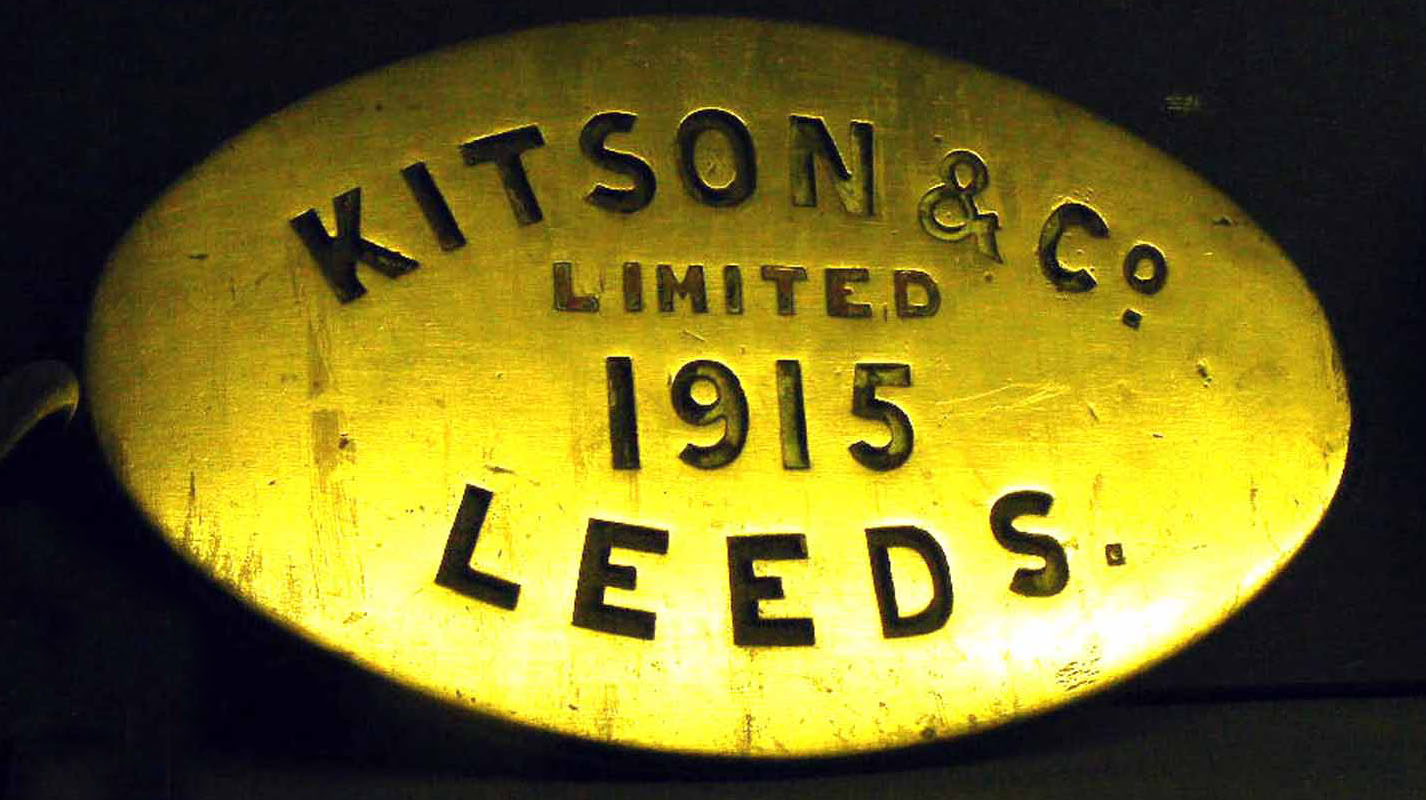 KITSON & Co.
LIMITED
1915
LEEDS.